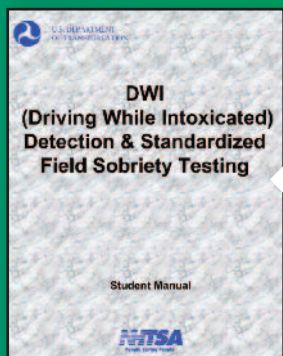 U.S. DEPARTMENT
OF TRANSPORTATION
DWI
(Driving While Intoxicated)
Detection & Standardized
Field Sobriety Testing
Student Manual
NHTSA